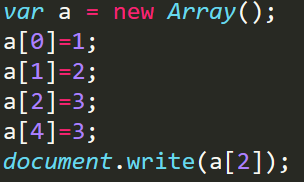 var a = new Array();
a[0]=1;
a[1]=2;
a[2]=3;
a[4]=3;
document.write(a[2]);